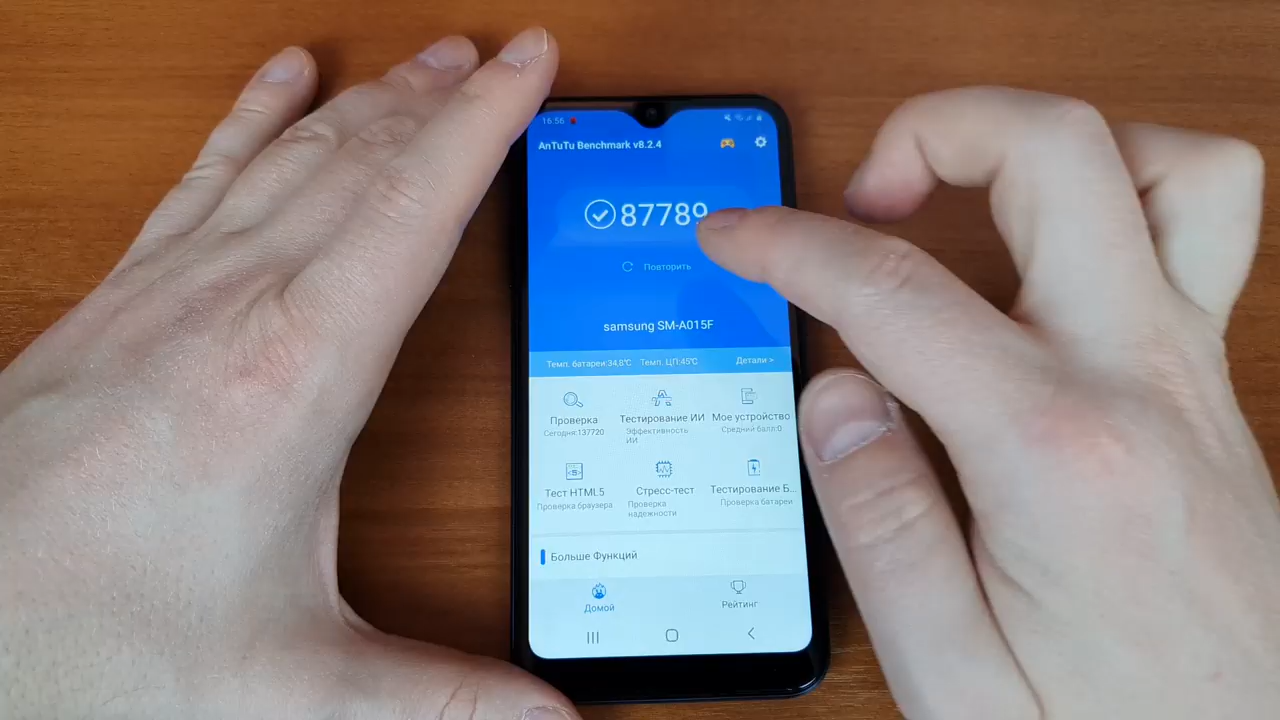 16:56
AnTuTu Benchmark v8.2.4
87789
Повторить
samsung SM-A015F
Темп. батареи:34,8℃ Темп. ЦП:45℃ Детали >
Проверка
Сегодня:137720
Тестирование ИИ
Эффективность
ИИ
Мое устройство
Средний балл:0
Тест HTML5
Проверка браузера
Стресс-тест
Проверка
надежности
Тестирование Б...
Проверка батареи
Больше Функций
Домой
Рейтинг